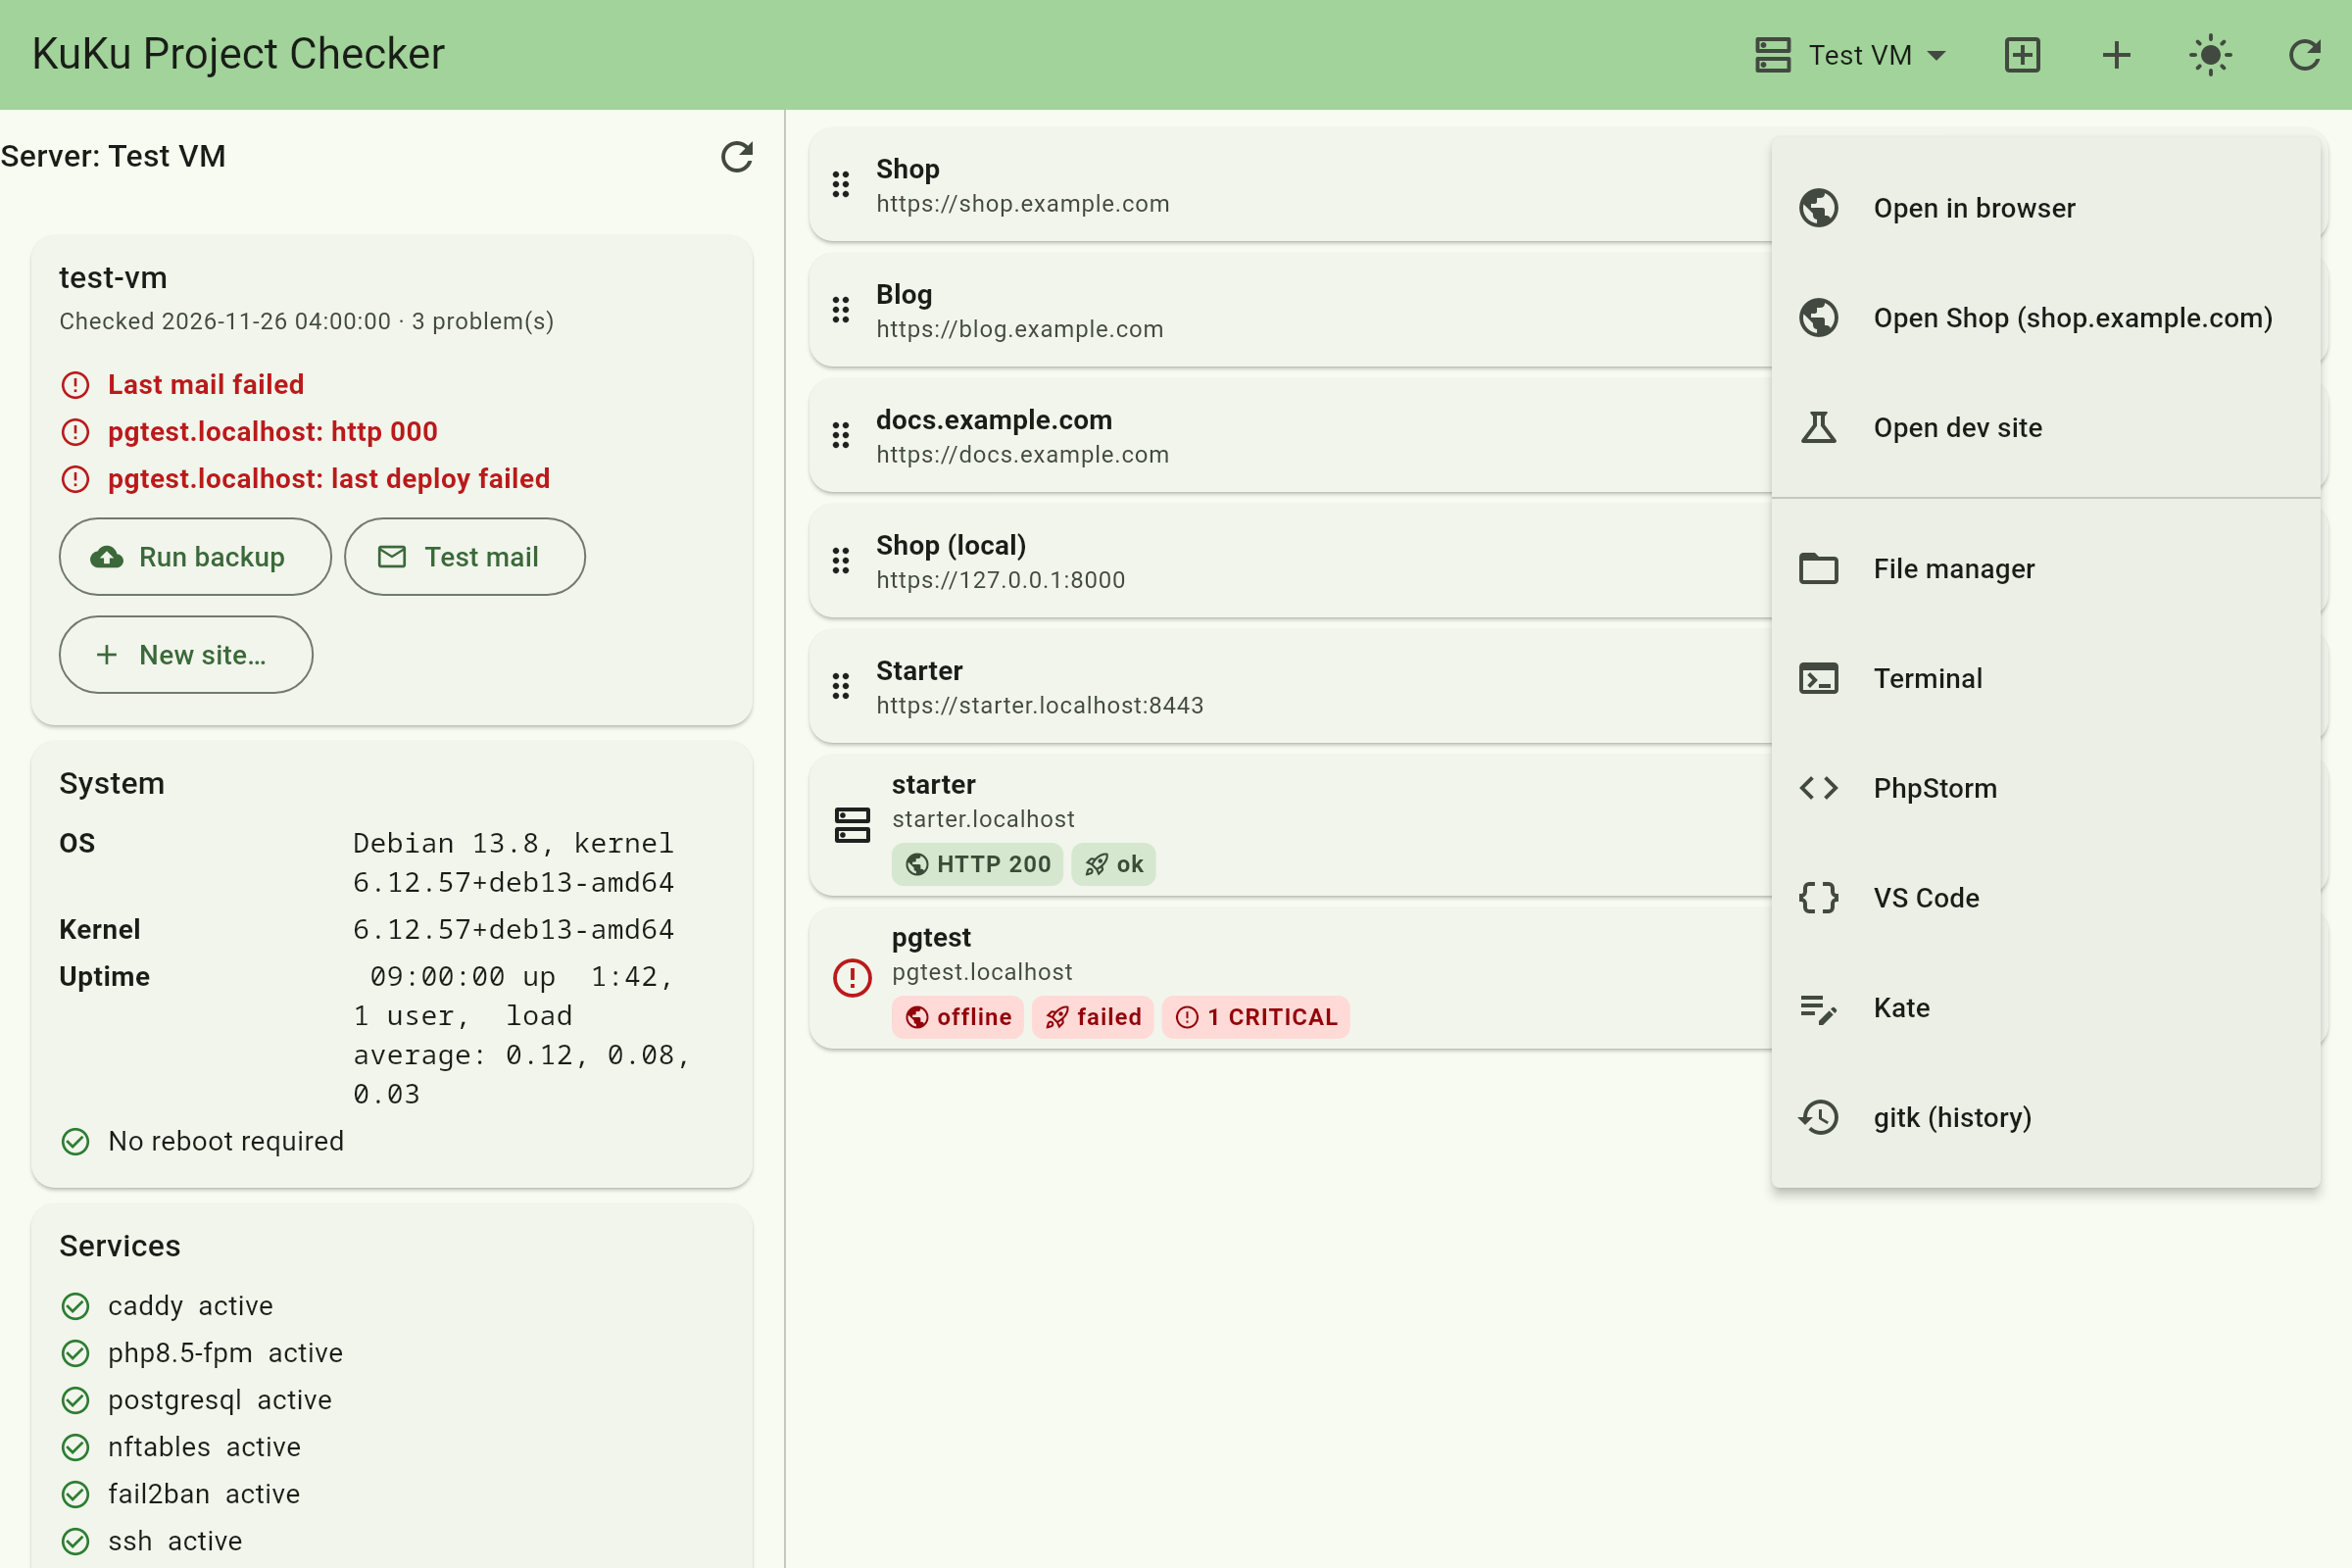 KuKu Project Checker
Test VM
Server: Test VM
test-vm
Checked 2026-11-26 04:00:00 · 3 problem(s)
Last mail failed
pgtest.localhost: http 000
pgtest.localhost: last deploy failed
Run backup
Test mail
New site…
System
OS
Debian 13.8, kernel
6.12.57+deb13-amd64
Kernel
6.12.57+deb13-amd64
Uptime
09:00:00 up  1:42,
1 user,  load
average: 0.12, 0.08,
0.03
No reboot required
Services
caddy  active
php8.5-fpm  active
postgresql  active
nftables  active
fail2ban  active
ssh  active
Shop
https://shop.example.com
Blog
https://blog.example.com
docs.example.com
https://docs.example.com
Shop (local)
https://127.0.0.1:8000
Starter
https://starter.localhost:8443
starter
starter.localhost
HTTP 200
ok
pgtest
pgtest.localhost
offline
failed
1 CRITICAL
Open in browser
Open Shop (shop.example.com)
Open dev site
File manager
Terminal
PhpStorm
VS Code
Kate
gitk (history)